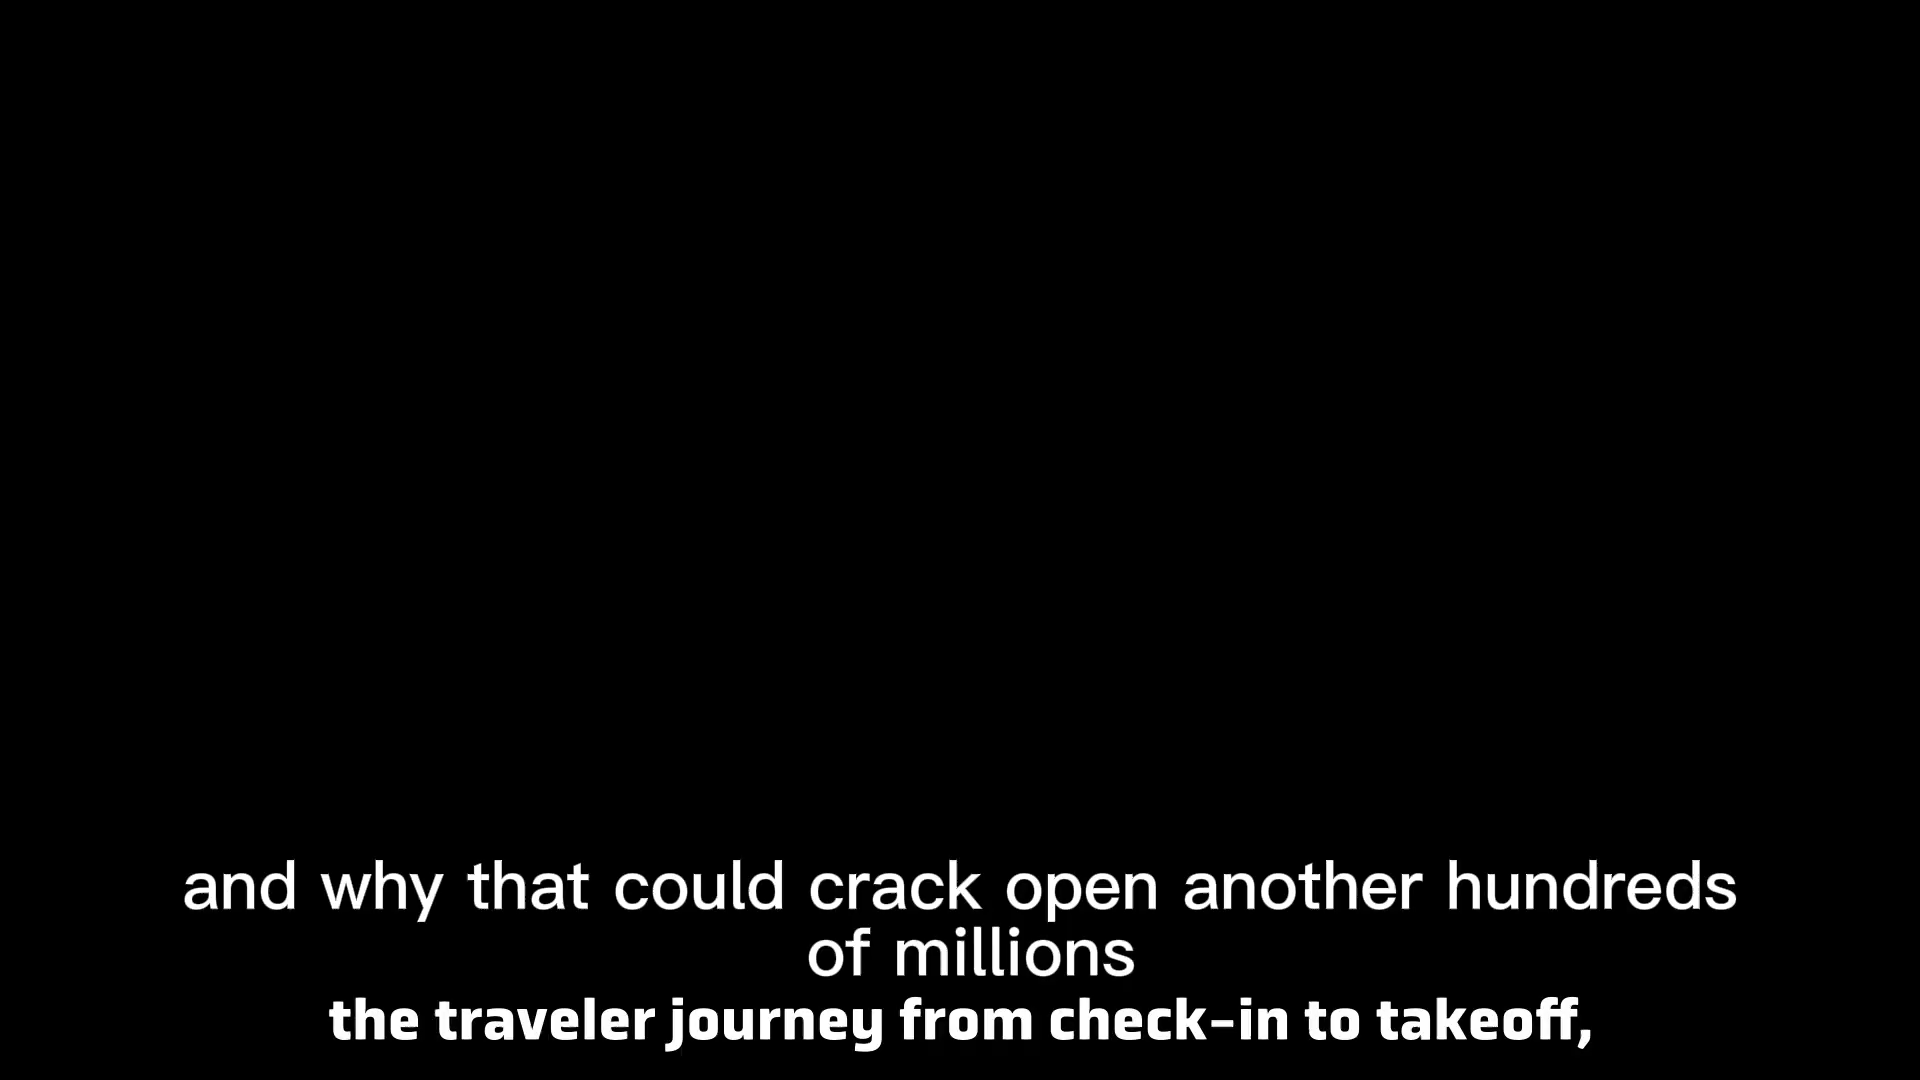 and why that could crack open another hundreds
of millions
the traveler journey from check-in to takeoff,